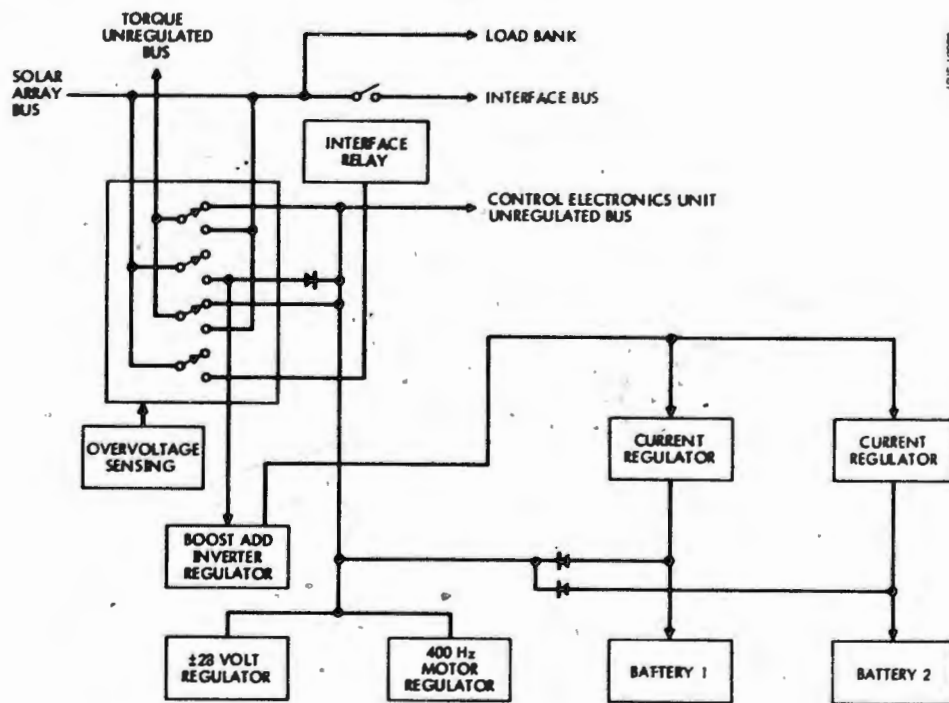 TORQUE
UNREGULATED
BUS
LOAD BANK
SOLAR
ARRAY
BUS
INTERFACE BUS
INTERFACE
RELAY
CONTROL ELECTRONICS UNIT
UNREGULATED BUS
OVERVOLTAGE
SENSING
CURRENT
REGULATOR
CURRENT
REGULATOR
BOOST ADD
INVERTER
REGULATOR
±28 VOLT
REGULATOR
400 Hz
MOTOR
REGULATOR
BATTERY 1
BATTERY 2